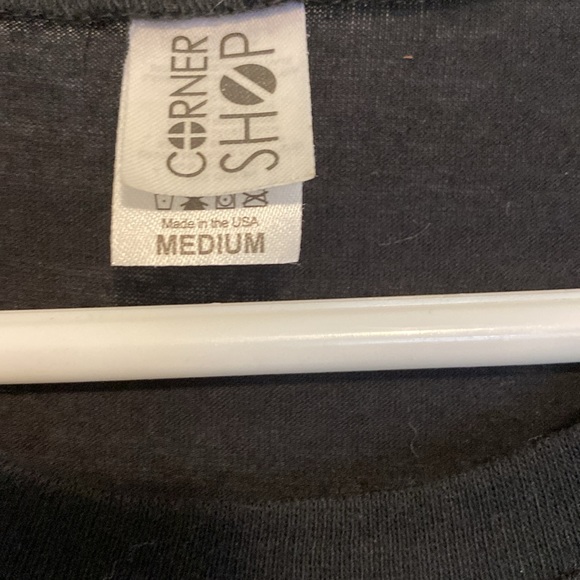 CORNER
SHOP
Made in the USA
MEDIUM